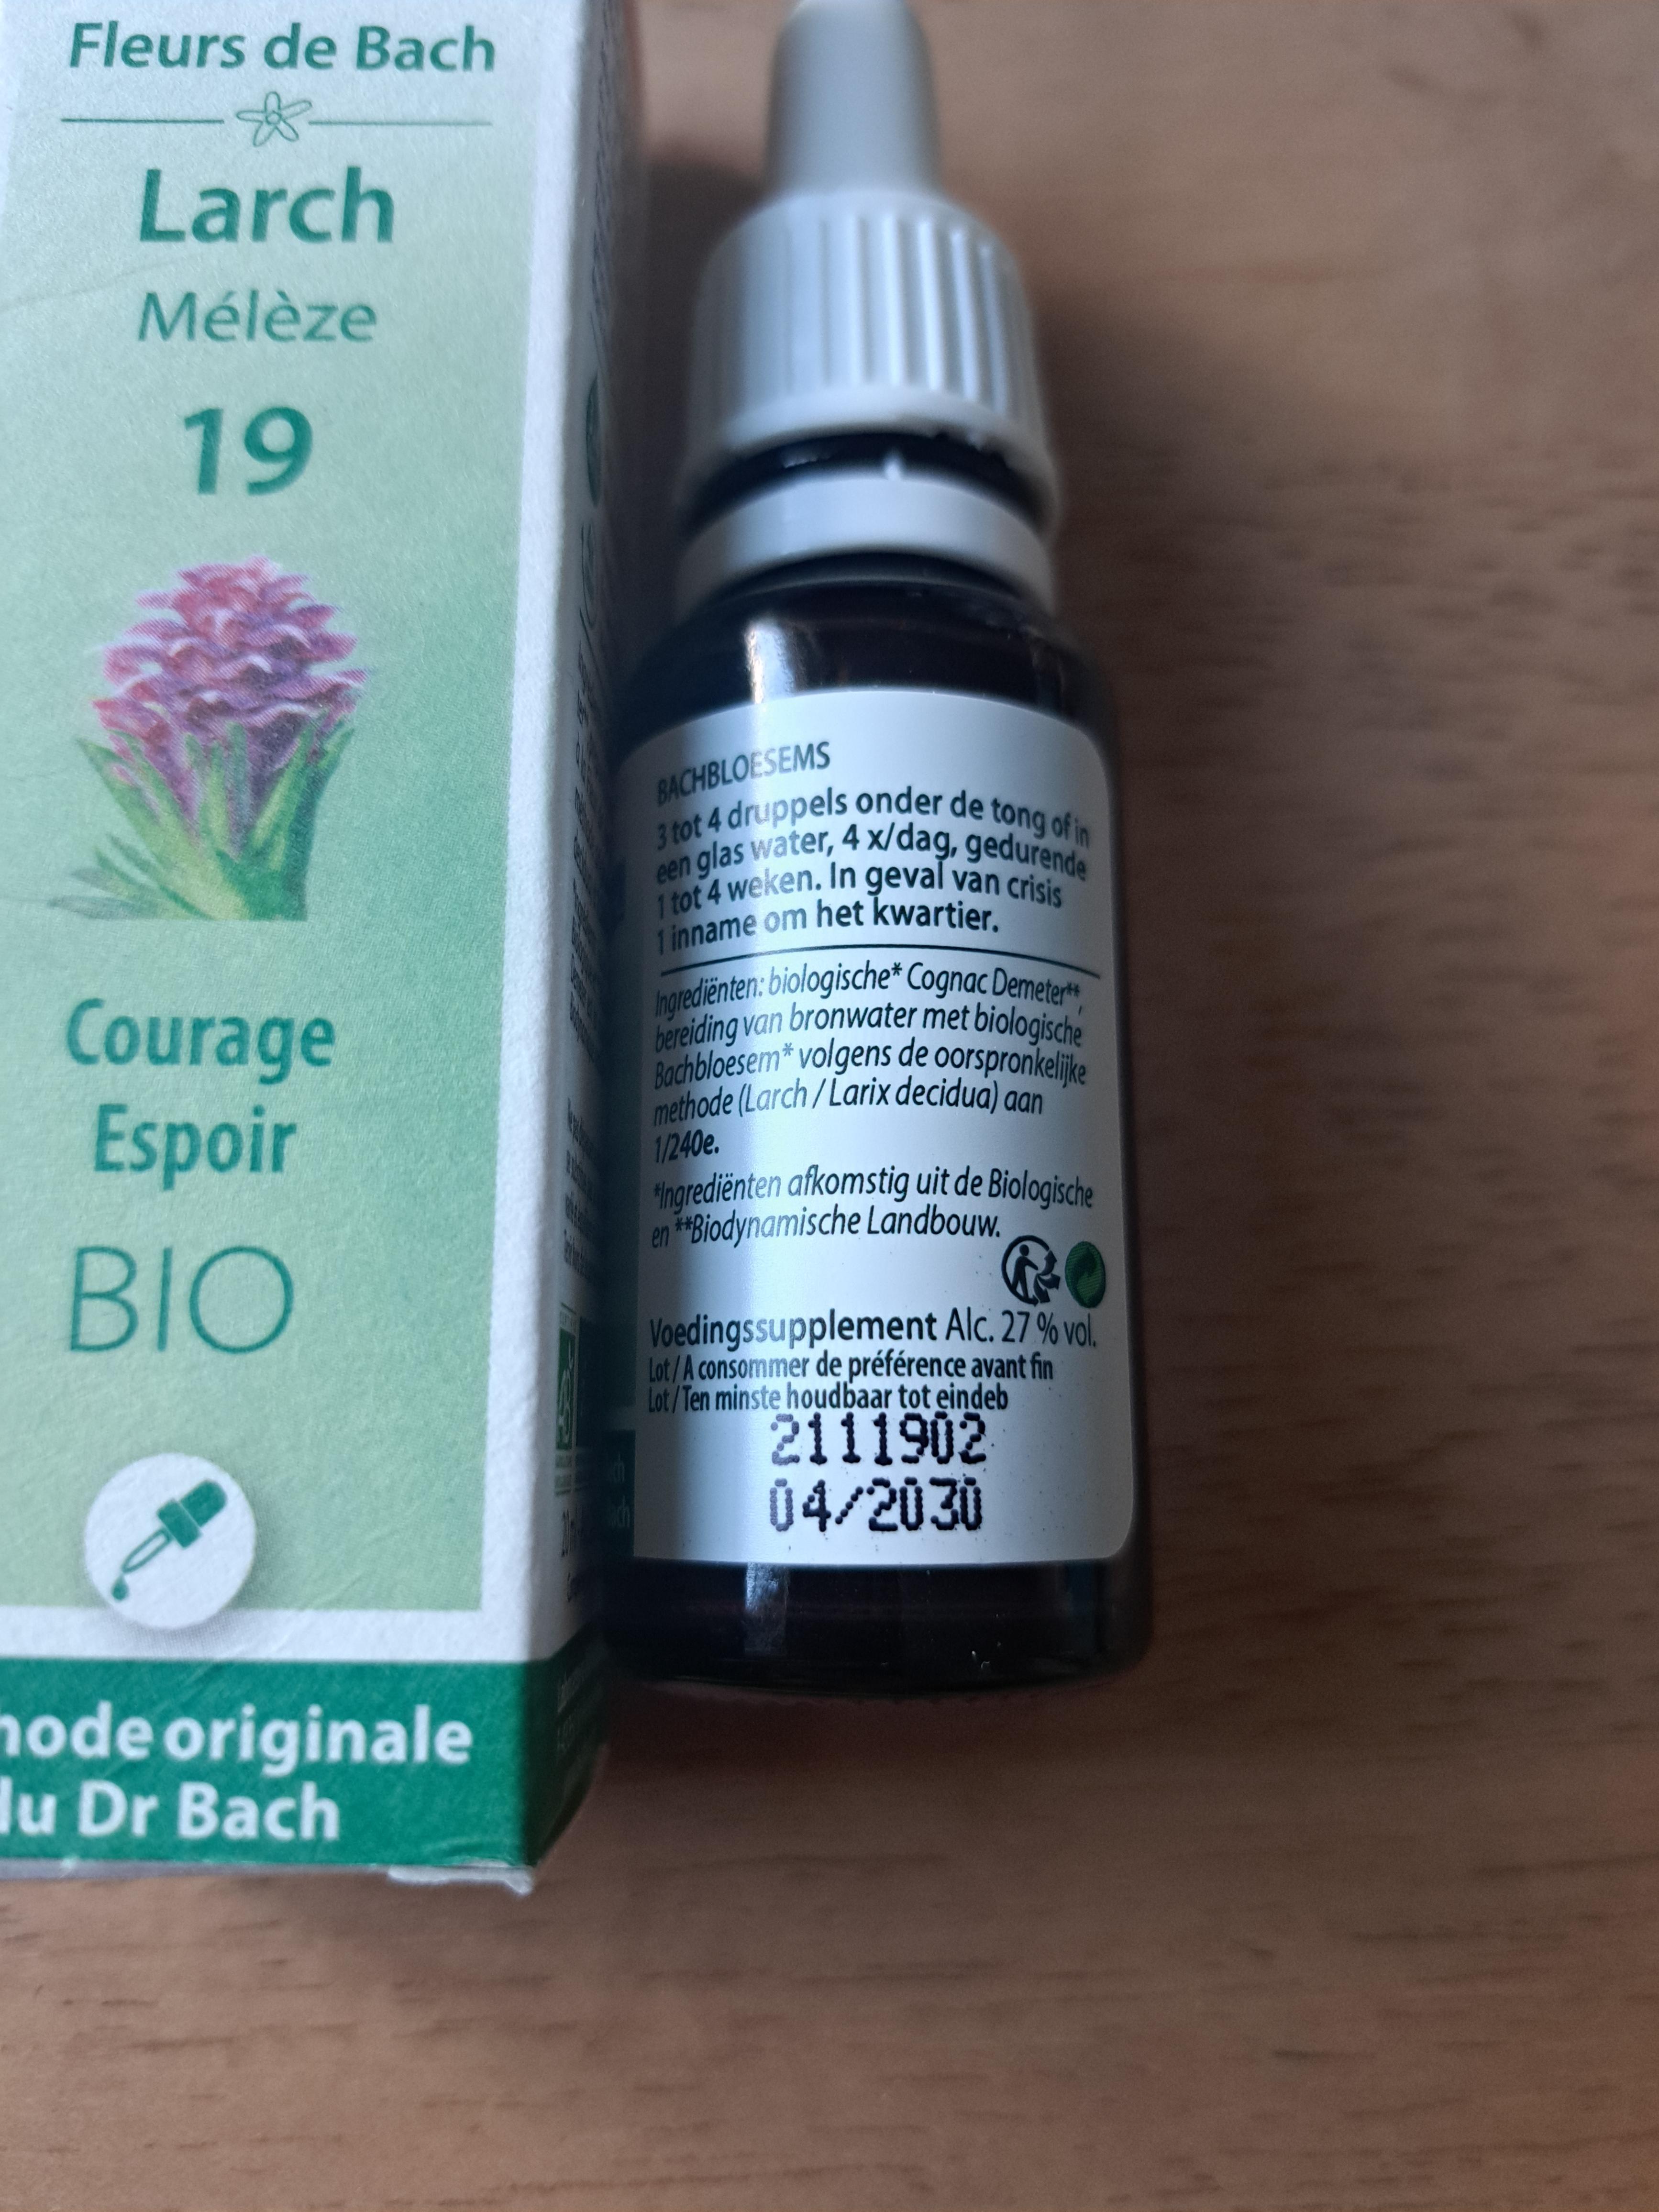 Fleurs de Bach
Larch
Mélèze
19
Courage
Espoir
BIO
hode originale
du Dr Bach
BACHBLOESEMS
3 tot 4 druppels onder de tong of in
een glas water, 4 x/dag, gedurende
1 tot 4 weken. In geval van crisis
1 inname om het kwartier.
Ingrediënten: biologische* Cognac Demeter**,
bereiding van bronwater met biologische
Bachbloesem* volgens de oorspronkelijke
methode (Larch / Larix decidua) aan
1/240e.
*Ingrediënten afkomstig uit de Biologische
en **Biodynamische Landbouw.
Voedingssupplement Alc. 27 % vol.
Lot / A consommer de préférence avant fin
Lot / Ten minste houdbaar tot eindeb
2111902
04/2030